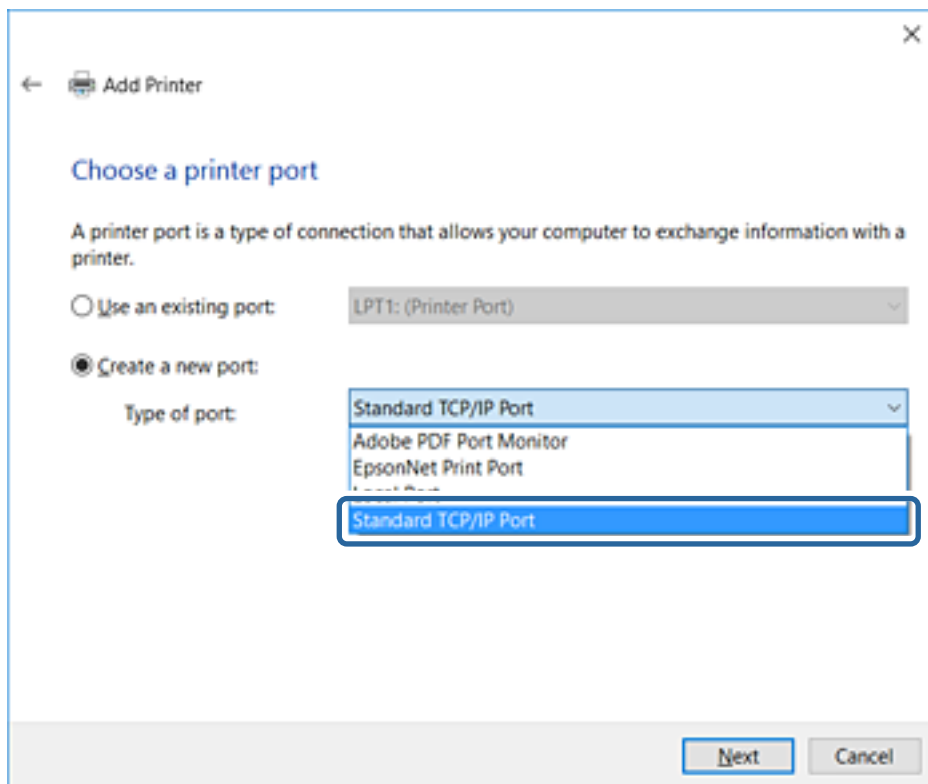 Add Printer
Choose a printer port
A printer port is a type of connection that allows your computer to exchange information with a
printer.
Use an existing port:
LPT1: (Printer Port)
Create a new port:
Type of port:
Standard TCP/IP Port
Adobe PDF Port Monitor
EpsonNet Print Port
Local Port
Standard TCP/IP Port
Next
Cancel